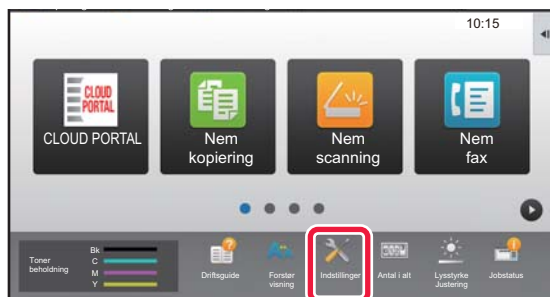 10:15
CLOUD
PORTAL
CLOUD PORTAL
Nem
kopiering
Nem
scanning
Nem
fax
Toner
beholdning
Bk
C
M
Y
Driftsguide
Forstør
visning
Indstillinger
Antal i alt
Lysstyrke
Justering
Jobstatus